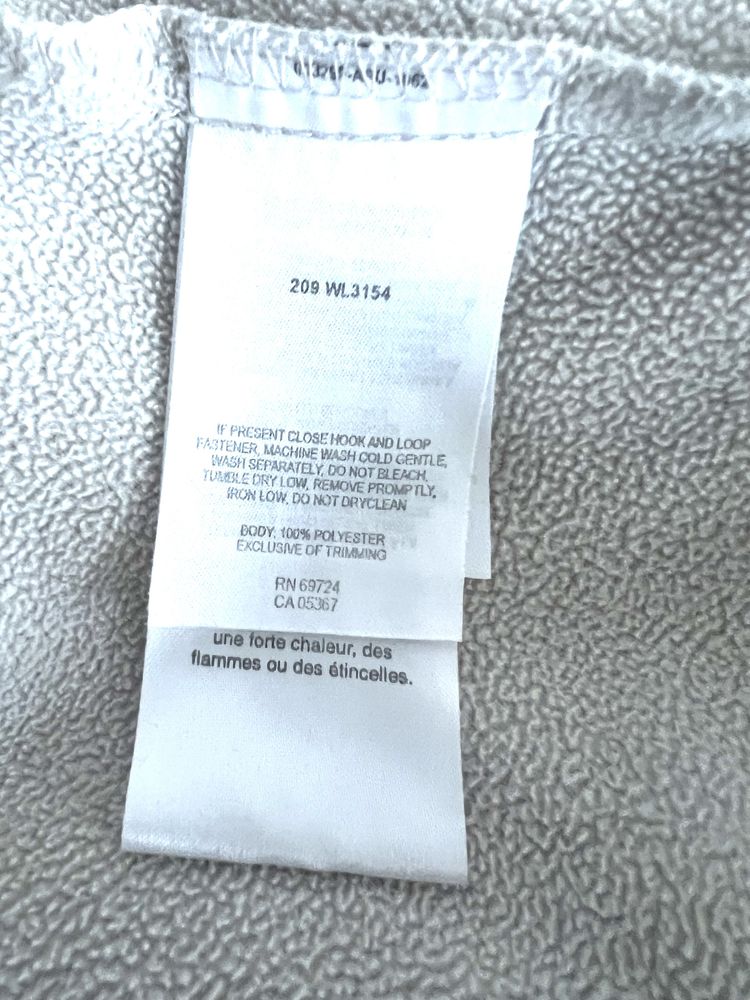 209 WL3154
IF PRESENT CLOSE HOOK AND LOOP
FASTENER, MACHINE WASH COLD GENTLE,
WASH SEPARATELY, DO NOT BLEACH,
TUMBLE DRY LOW, REMOVE PROMPTLY,
IRON LOW, DO NOT DRYCLEAN
BODY: 100% POLYESTER
EXCLUSIVE OF TRIMMING
RN 69724
CA 05367
une forte chaleur, des
flammes ou des étincelles.